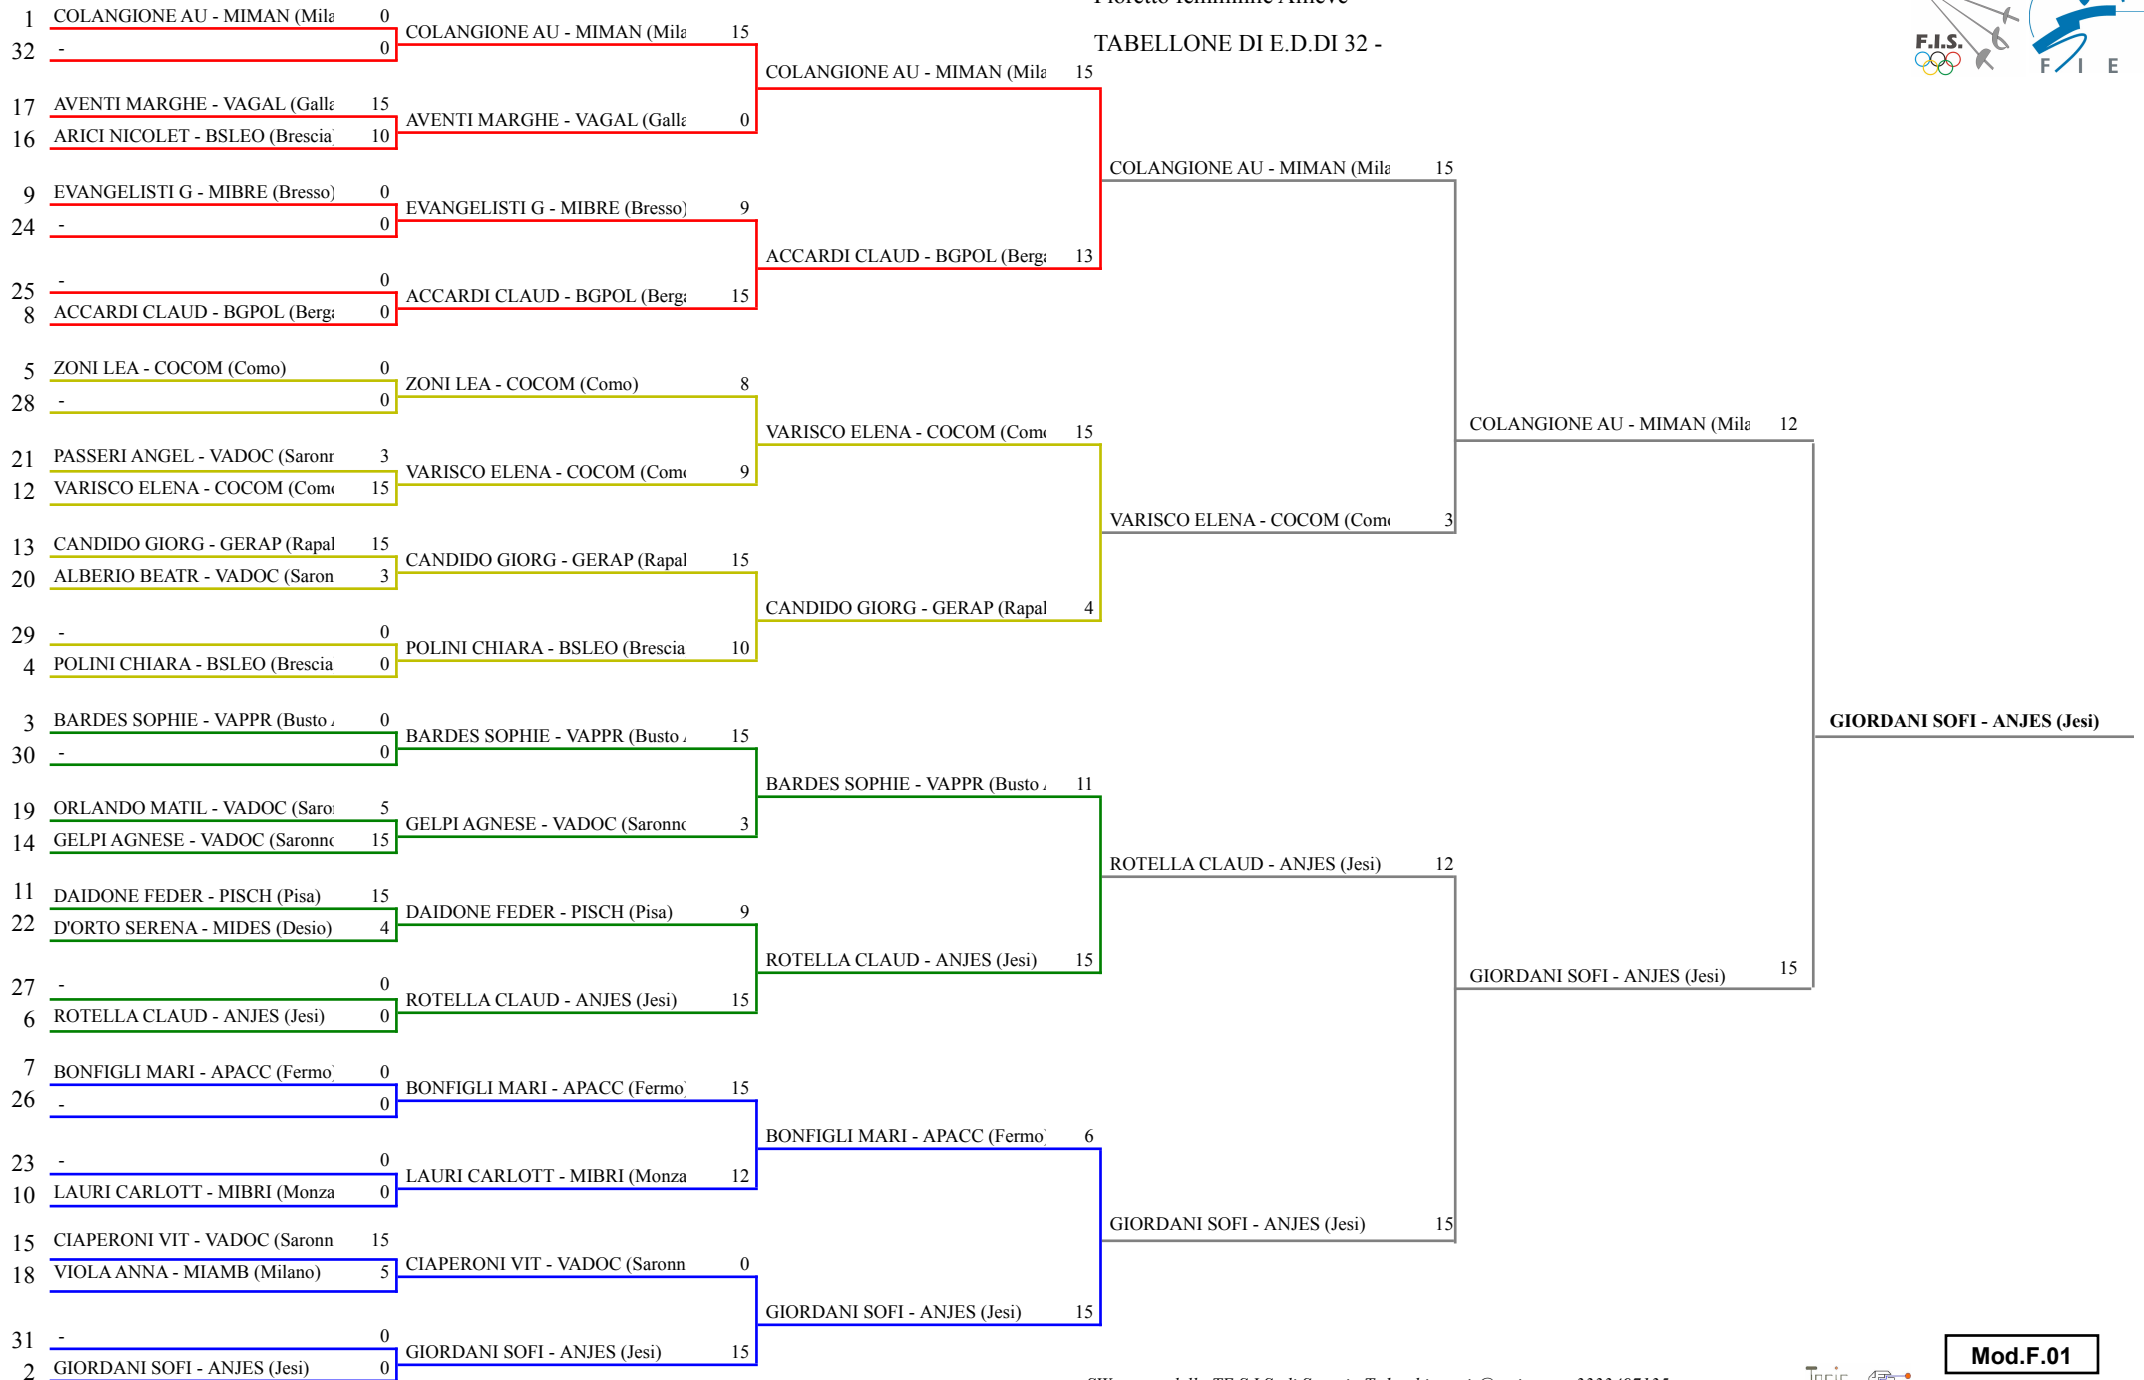 TABELLONE DI E.D.DI 32 -
F.I.S.
F I E
1 COLANGIONE AU - MIMAN (Mila 0
32 - 0
17 AVENTI MARGHE - VAGAL (Galla 15
16 ARICI NICOLET - BSLEO (Brescia 10
9 EVANGELISTI G - MIBRE (Bresso) 0
24 - 0
25 - 0
8 ACCARDI CLAUD - BGPOL (Berga 0
5 ZONI LEA - COCOM (Como) 0
28 - 0
21 PASSERI ANGEL - VADOC (Saronn 3
12 VARISCO ELENA - COCOM (Como 15
13 CANDIDO GIORG - GERAP (Rapal 15
20 ALBERIO BEATR - VADOC (Saron 3
29 - 0
4 POLINI CHIARA - BSLEO (Brescia 0
3 BARDES SOPHIE - VAPPR (Busto A 0
30 - 0
19 ORLANDO MATIL - VADOC (Saro 5
14 GELPI AGNESE - VADOC (Saronno 15
11 DAIDONE FEDER - PISCH (Pisa) 15
22 D'ORTO SERENA - MIDES (Desio) 4
27 - 0
6 ROTELLA CLAUD - ANJES (Jesi) 0
7 BONFIGLI MARI - APACC (Fermo) 0
26 - 0
23 - 0
10 LAURI CARLOTT - MIBRI (Monza 0
15 CIAPERONI VIT - VADOC (Saronn 15
18 VIOLA ANNA - MIAMB (Milano) 5
31 - 0
2 GIORDANI SOFI - ANJES (Jesi) 0
COLANGIONE AU - MIMAN (Mila 15
AVENTI MARGHE - VAGAL (Galla 0
EVANGELISTI G - MIBRE (Bresso) 9
ACCARDI CLAUD - BGPOL (Berga 15
ZONI LEA - COCOM (Como) 8
VARISCO ELENA - COCOM (Como 9
CANDIDO GIORG - GERAP (Rapal 15
POLINI CHIARA - BSLEO (Brescia 10
BARDES SOPHIE - VAPPR (Busto A 15
GELPI AGNESE - VADOC (Saronno 3
DAIDONE FEDER - PISCH (Pisa) 9
ROTELLA CLAUD - ANJES (Jesi) 15
BONFIGLI MARI - APACC (Fermo) 15
LAURI CARLOTT - MIBRI (Monza 12
CIAPERONI VIT - VADOC (Saronn 0
GIORDANI SOFI - ANJES (Jesi) 15
COLANGIONE AU - MIMAN (Mila 15
ACCARDI CLAUD - BGPOL (Berga 13
VARISCO ELENA - COCOM (Como 15
CANDIDO GIORG - GERAP (Rapal 4
BARDES SOPHIE - VAPPR (Busto A 11
ROTELLA CLAUD - ANJES (Jesi) 15
BONFIGLI MARI - APACC (Fermo) 6
GIORDANI SOFI - ANJES (Jesi) 15
COLANGIONE AU - MIMAN (Mila 15
VARISCO ELENA - COCOM (Como 3
ROTELLA CLAUD - ANJES (Jesi) 12
GIORDANI SOFI - ANJES (Jesi) 15
COLANGIONE AU - MIMAN (Mila 12
GIORDANI SOFI - ANJES (Jesi) 15
GIORDANI SOFI - ANJES (Jesi)
Mod.F.01